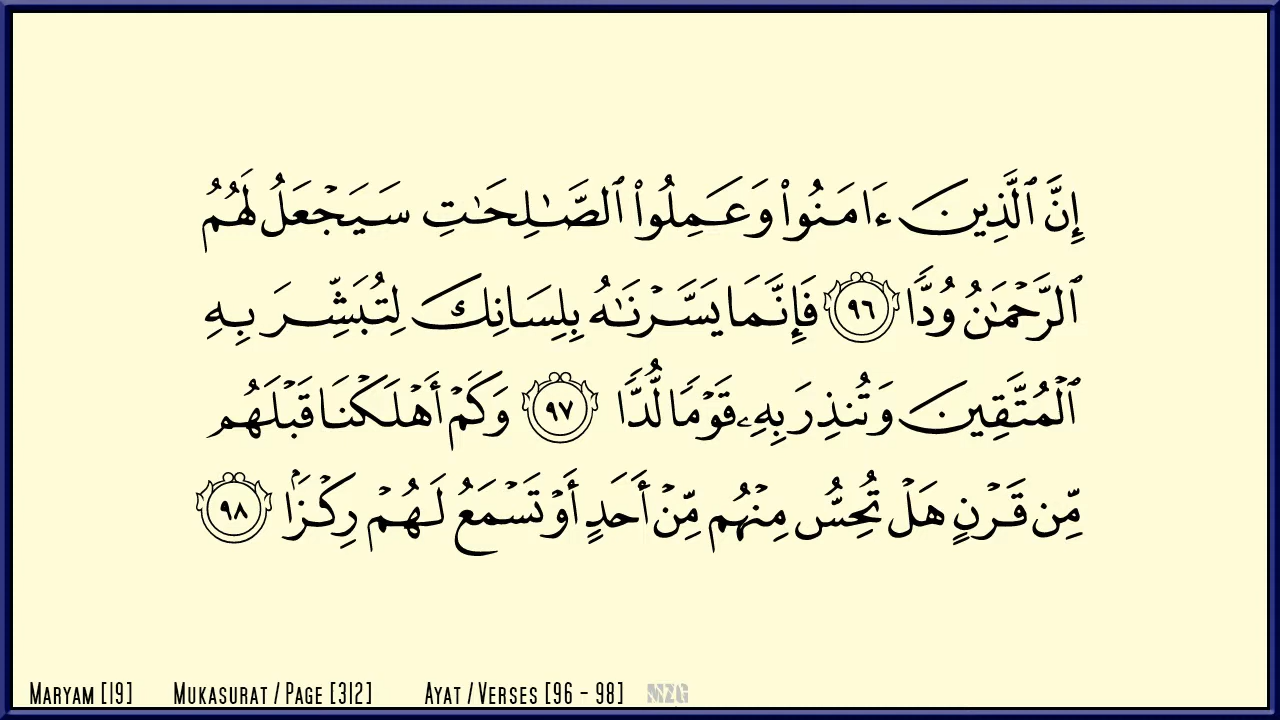 إِنَّ ٱلَّذِينَ ءَامَنُوا۟ وَعَمِلُوا۟ ٱلصَّـٰلِحَـٰتِ سَيَجْعَلُ لَهُمُ
ٱلرَّحْمَـٰنُ وُدًّا ٩٦ فَإِنَّمَا يَسَّرْنَـٰهُ بِلِسَانِكَ لِتُبَشِّرَ بِهِ
ٱلْمُتَّقِينَ وَتُنذِرَ بِهِۦ قَوْمًا لُّدًّا ٩٧ وَكَمْ أَهْلَكْنَا قَبْلَهُم
مِّن قَرْنٍ هَلْ تُحِسُّ مِنْهُم مِّنْ أَحَدٍ أَوْ تَسْمَعُ لَهُمْ رِكْزًۢا ٩٨
Maryam [19] Mukasurat / Page [312] Ayat / Verses [96 - 98] MZG